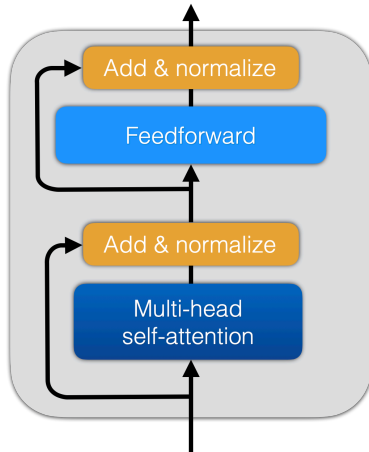 Add & normalize
Feedforward
Add & normalize
Multi-head
self-attention